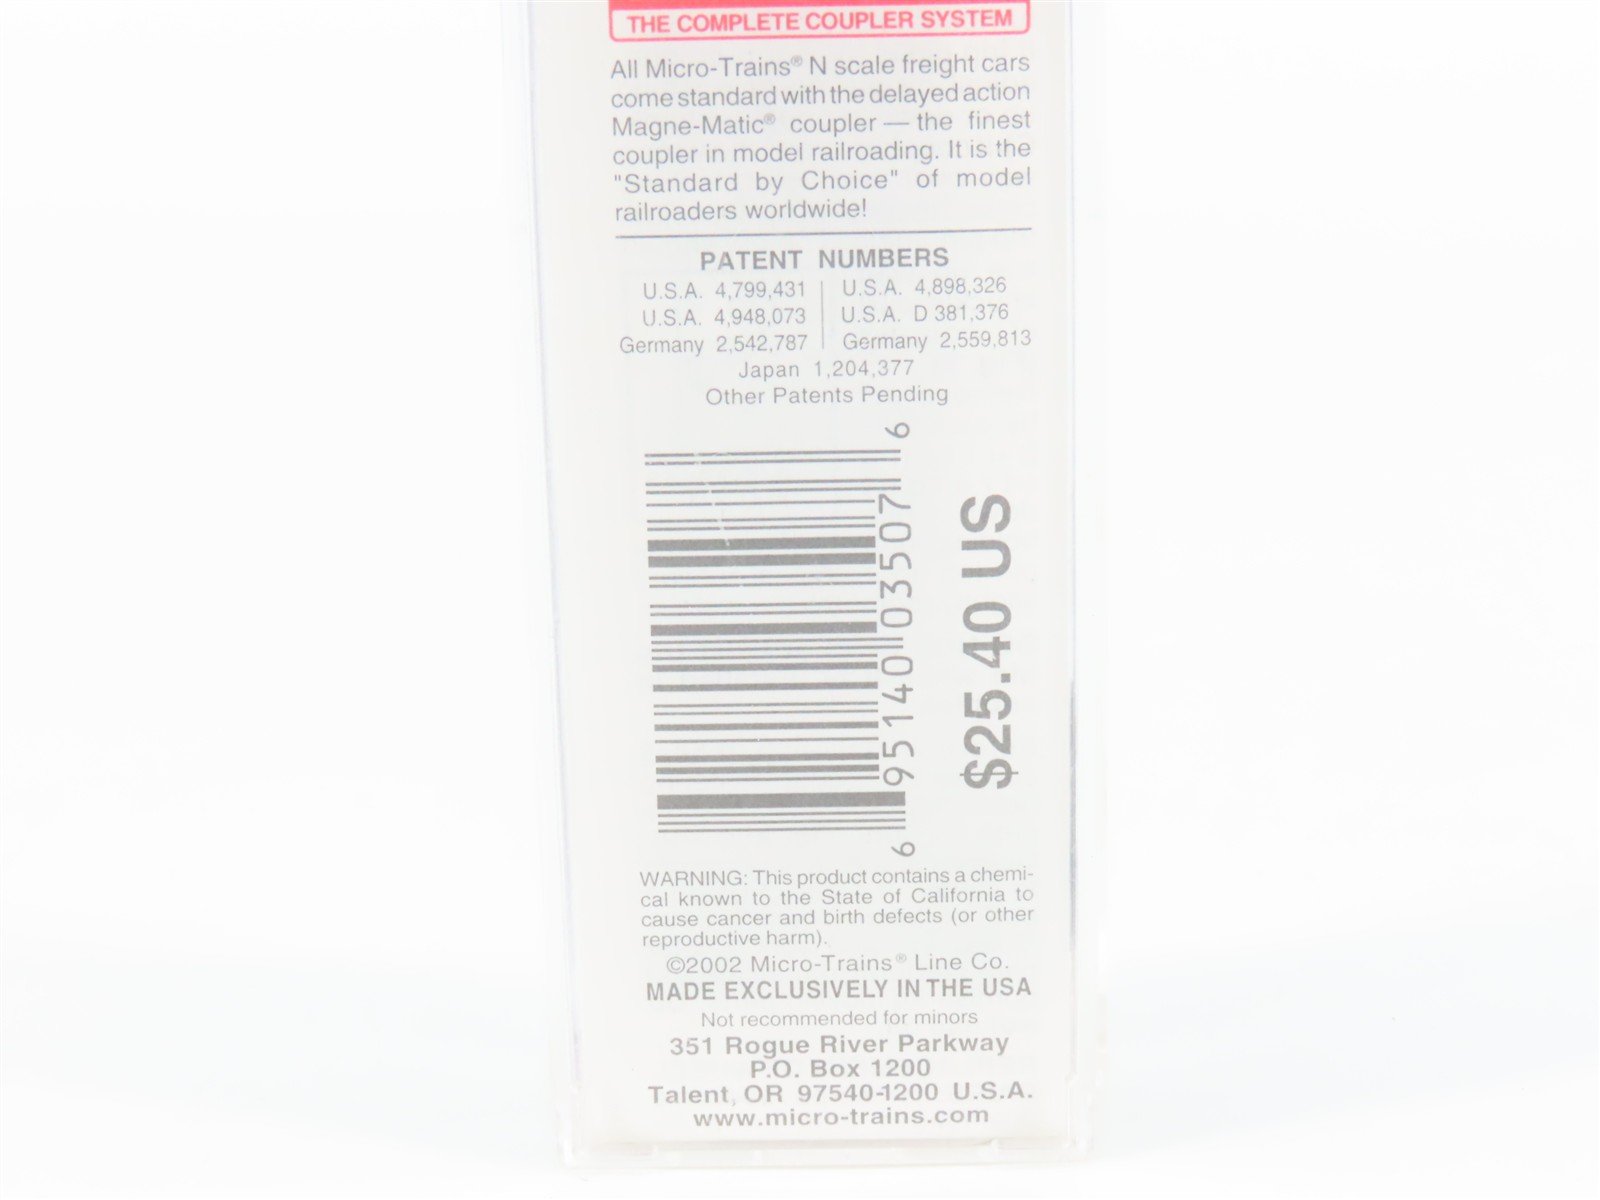 THE COMPLETE COUPLER SYSTEM
All Micro-Trains® N scale freight cars
come standard with the delayed action
Magne-Matic® coupler — the finest
coupler in model railroading. It is the
"Standard by Choice" of model
railroaders worldwide!
PATENT NUMBERS
U.S.A. 4,799,431 | U.S.A. 4,898,326
U.S.A. 4,948,073 | U.S.A. D 381,376
Germany 2,542,787 | Germany 2,559,813
Japan 1,204,377
Other Patents Pending
6 95140 03507 6
$25.40 US
WARNING: This product contains a chemi-
cal known to the State of California to
cause cancer and birth defects (or other
reproductive harm).
©2002 Micro-Trains® Line Co.
MADE EXCLUSIVELY IN THE USA
Not recommended for minors
351 Rogue River Parkway
P.O. Box 1200
Talent, OR 97540-1200 U.S.A.
www.micro-trains.com